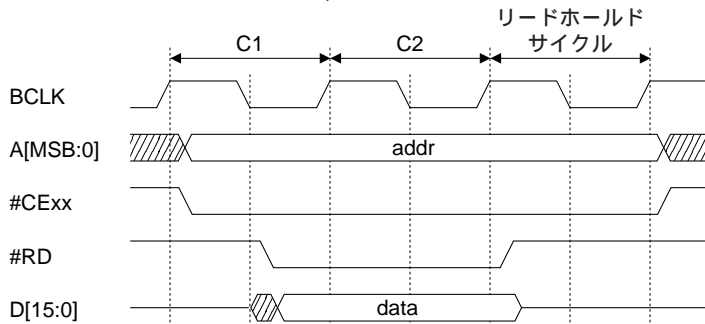 リードホールド
サイクル
C1
C2
BCLK
A[MSB:0]
addr
#CExx
#RD
D[15:0]
data